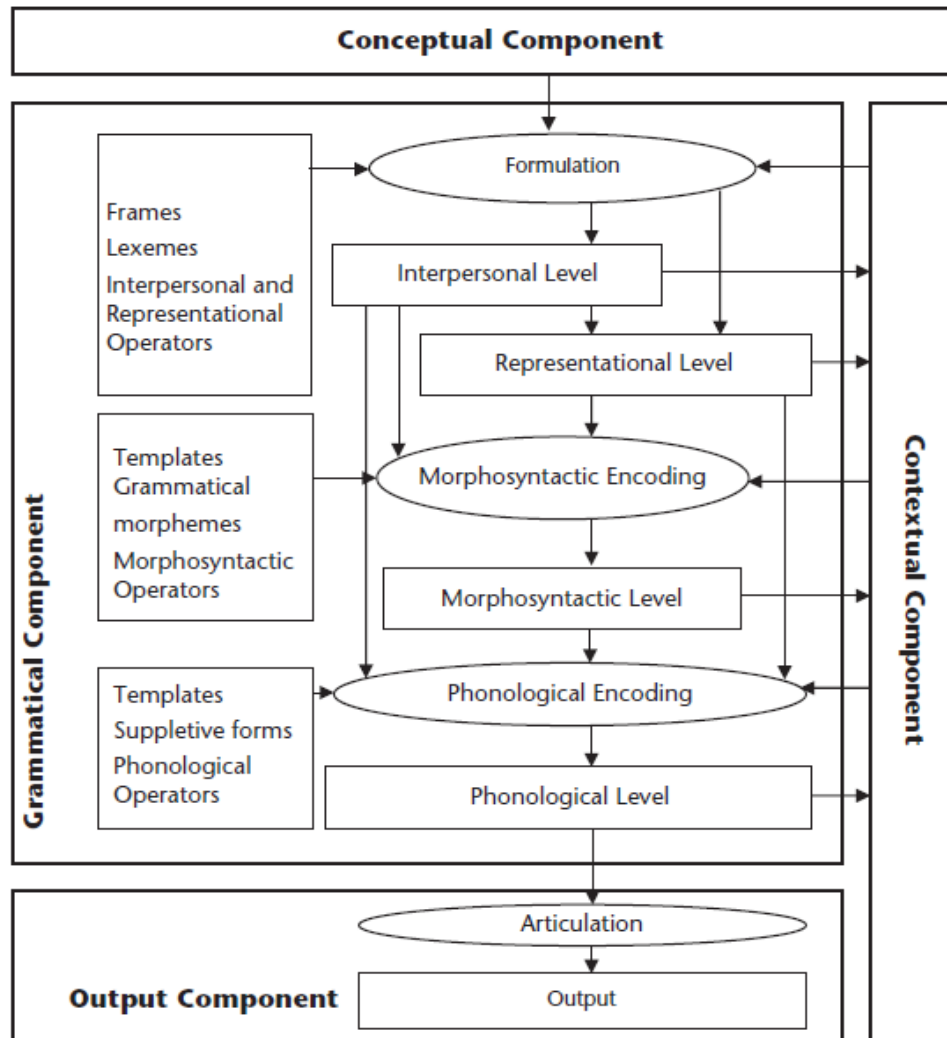 Conceptual Component
Grammatical Component
Formulation
Frames
Lexemes
Interpersonal and
Representational
Operators
Interpersonal Level
Representational Level
Templates
Grammatical
morphemes
Morphosyntactic
Operators
Morphosyntactic Encoding
Morphosyntactic Level
Templates
Suppletive forms
Phonological
Operators
Phonological Encoding
Phonological Level
Contextual Component
Articulation
Output Component
Output